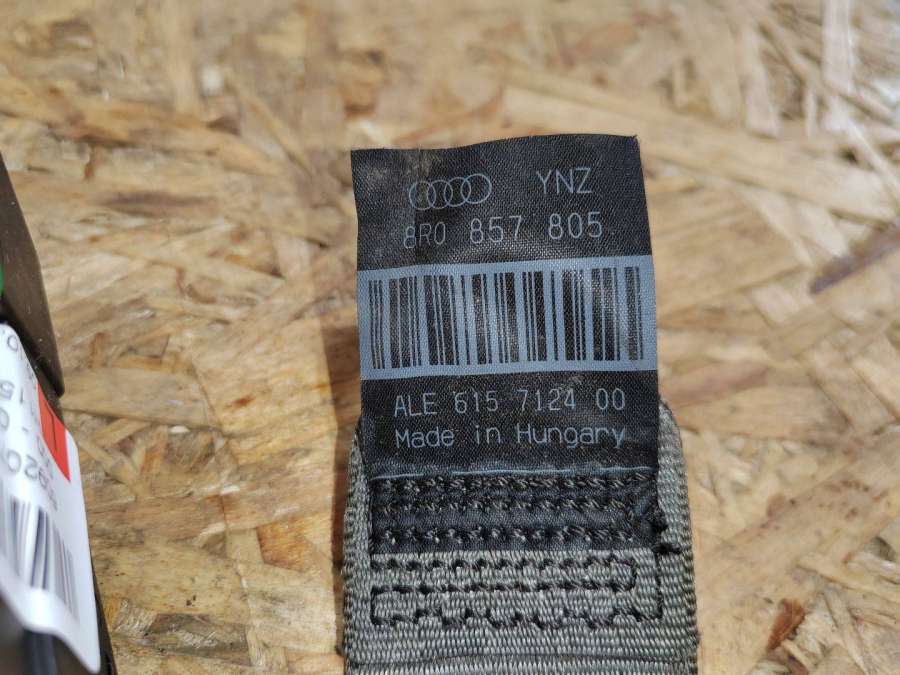 YNZ
8R0 857 805
ALE 615 7124 00
Made in Hungary